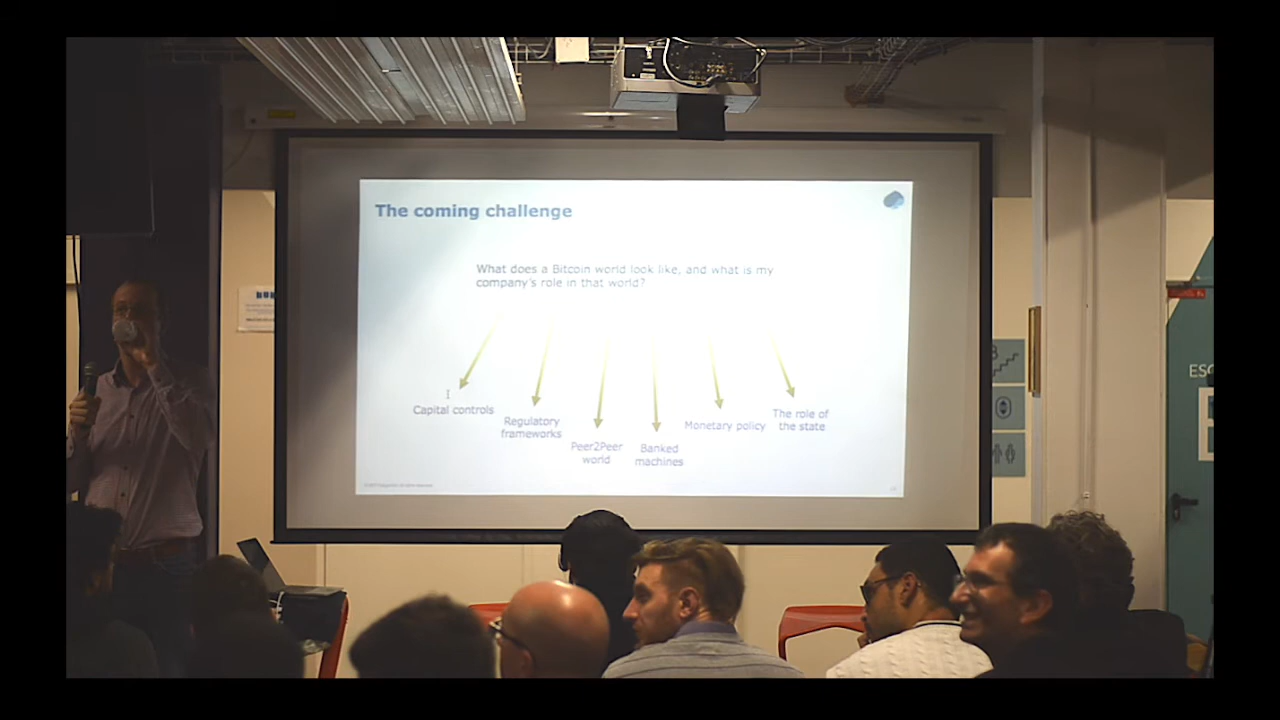 The coming challenge
What does a Bitcoin world look like, and what is my
company's role in that world?
Capital controls
Regulatory
frameworks
Peer2Peer
world
Banked
machines
Monetary policy
The role of
the state
ESC